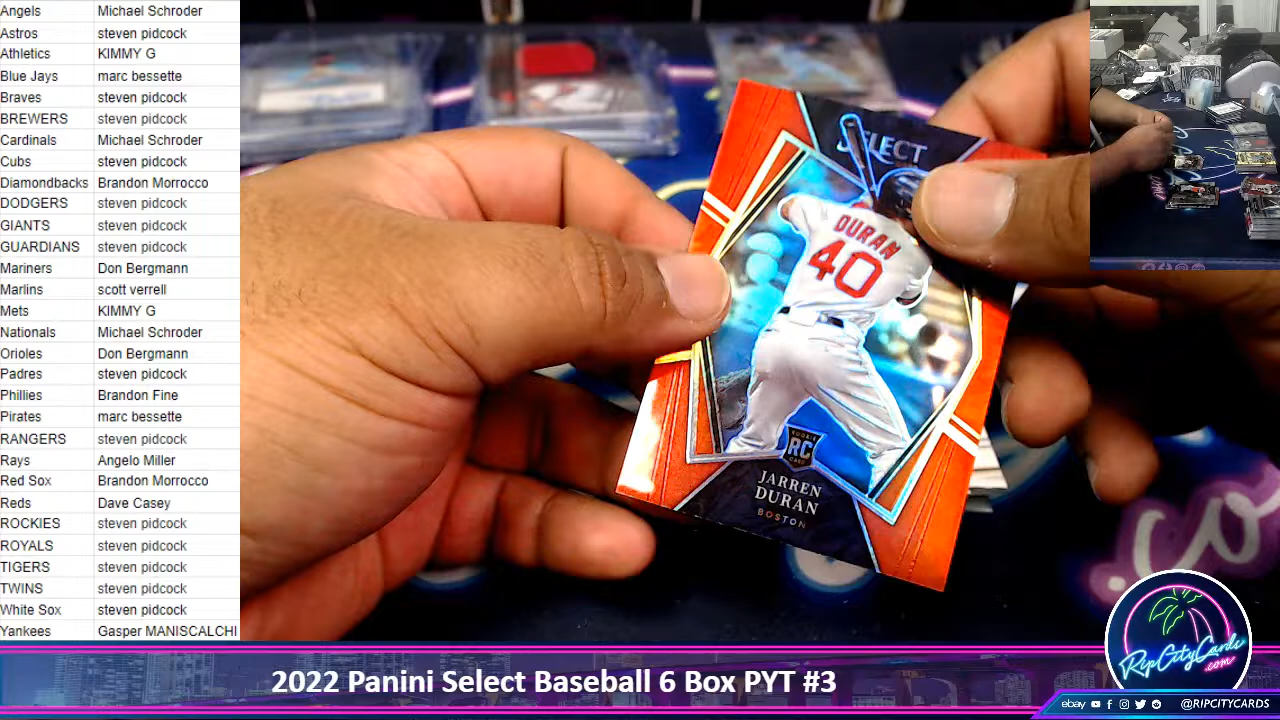 Angels Michael Schroder
Astros steven pidcock
Athletics KIMMY G
Blue Jays marc bessette
Braves steven pidcock
BREWERS steven pidcock
Cardinals Michael Schroder
Cubs steven pidcock
Diamondbacks Brandon Morrocco
DODGERS steven pidcock
GIANTS steven pidcock
GUARDIANS steven pidcock
Mariners Don Bergmann
Marlins scott verrell
Mets KIMMY G
Nationals Michael Schroder
Orioles Don Bergmann
Padres steven pidcock
Phillies Brandon Fine
Pirates marc bessette
RANGERS steven pidcock
Rays Angelo Miller
Red Sox Brandon Morrocco
Reds Dave Casey
ROCKIES steven pidcock
ROYALS steven pidcock
TIGERS steven pidcock
TWINS steven pidcock
White Sox steven pidcock
Yankees Gasper MANISCALCHI
SELECT
DURAN
40
ROOKIE
RC
CARD
JARREN
DURAN
BOSTON
.co
RipCityCards
.com
2022 Panini Select Baseball 6 Box PYT #3
ebay @RIPCITYCARDS